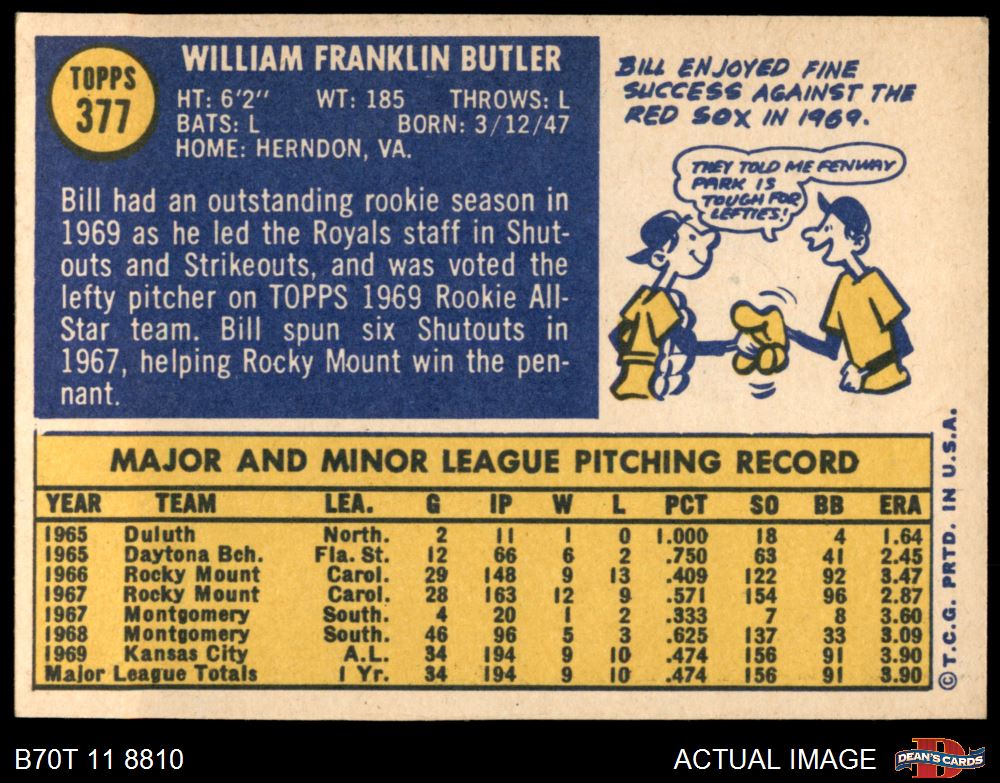 TOPPS
377
WILLIAM FRANKLIN BUTLER
HT: 6'2" WT: 185 THROWS: L
BATS: L BORN: 3/12/47
HOME: HERNDON, VA.
Bill had an outstanding rookie season in
1969 as he led the Royals staff in Shut-
outs and Strikeouts, and was voted the
lefty pitcher on TOPPS 1969 Rookie All-
Star team. Bill spun six Shutouts in
1967, helping Rocky Mount win the pen-
nant.
BILL ENJOYED FINE
SUCCESS AGAINST THE
RED SOX IN 1969.
THEY TOLD ME FENWAY
PARK IS
TOUGH FOR
LEFTIES!
MAJOR AND MINOR LEAGUE PITCHING RECORD
YEAR TEAM LEA. G IP W L PCT SO BB ERA
1965 Duluth North. 2 11 1 0 1.000 18 4 1.64
1965 Daytona Bch. Fla. St. 12 66 6 2 .750 63 41 2.45
1966 Rocky Mount Carol. 29 148 9 13 .409 122 92 3.47
1967 Rocky Mount Carol. 28 163 12 9 .571 154 96 2.87
1967 Montgomery South. 4 20 1 2 .333 7 8 3.60
1968 Montgomery South. 46 96 5 3 .625 137 33 3.09
1969 Kansas City A.L. 34 194 9 10 .474 156 91 3.90
Major League Totals 1 Yr. 34 194 9 10 .474 156 91 3.90
© T.C.G. PRTD. IN U.S.A.
B70T 11 8810
ACTUAL IMAGE
D
DEAN'S CARDS